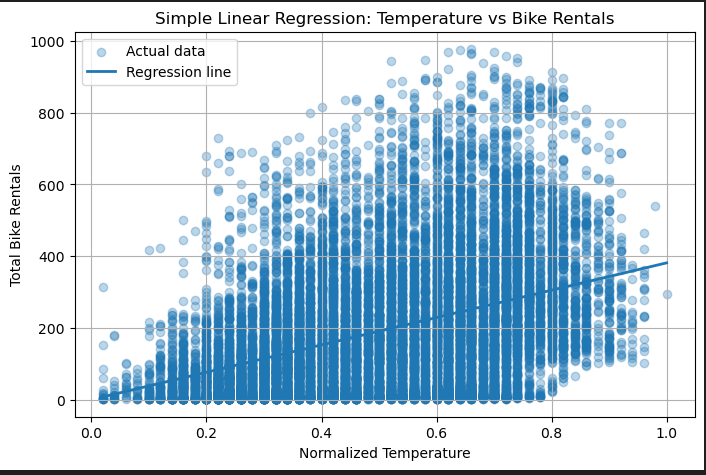 Simple Linear Regression: Temperature vs Bike Rentals
Actual data
Regression line
1000
800
600
400
200
0
Total Bike Rentals
0.0 0.2 0.4 0.6 0.8 1.0
Normalized Temperature